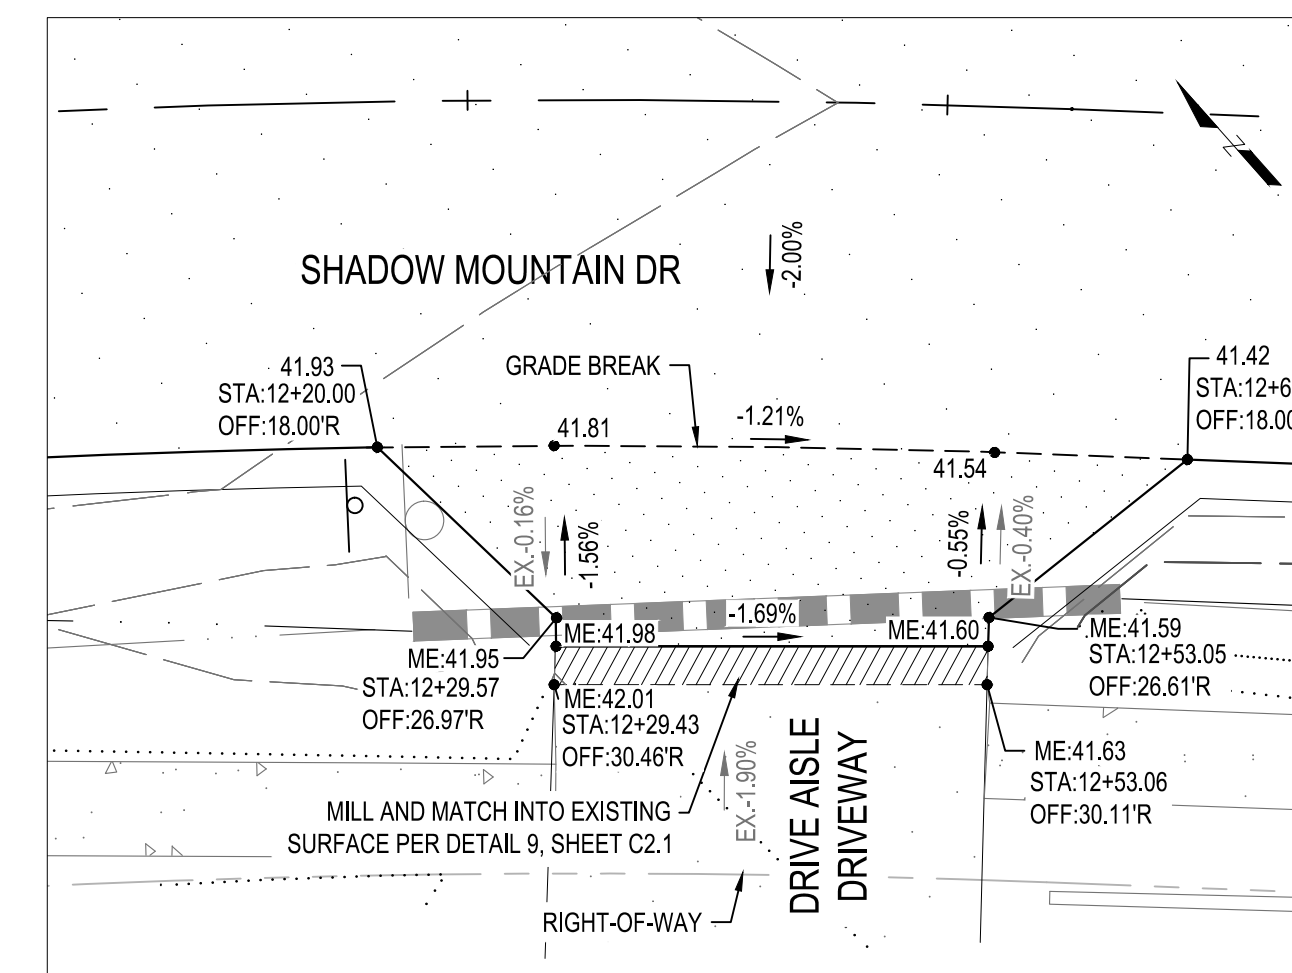 SHADOW MOUNTAIN DR
-2.00%
41.93
STA:12+20.00
OFF:18.00'R
GRADE BREAK
41.81
-1.21%
41.54
41.42
STA:12+6
OFF:18.00
EX.-0.16%
-1.56%
-0.55%
EX.-0.40%
-1.69%
ME:41.98
ME:41.60
ME:41.95
STA:12+29.57
OFF:26.97'R
ME:41.59
STA:12+53.05
OFF:26.61'R
ME:42.01
STA:12+29.43
OFF:30.46'R
ME:41.63
STA:12+53.06
OFF:30.11'R
EX.-1.90%
DRIVE AISLE
DRIVEWAY
MILL AND MATCH INTO EXISTING
SURFACE PER DETAIL 9, SHEET C2.1
RIGHT-OF-WAY
Z